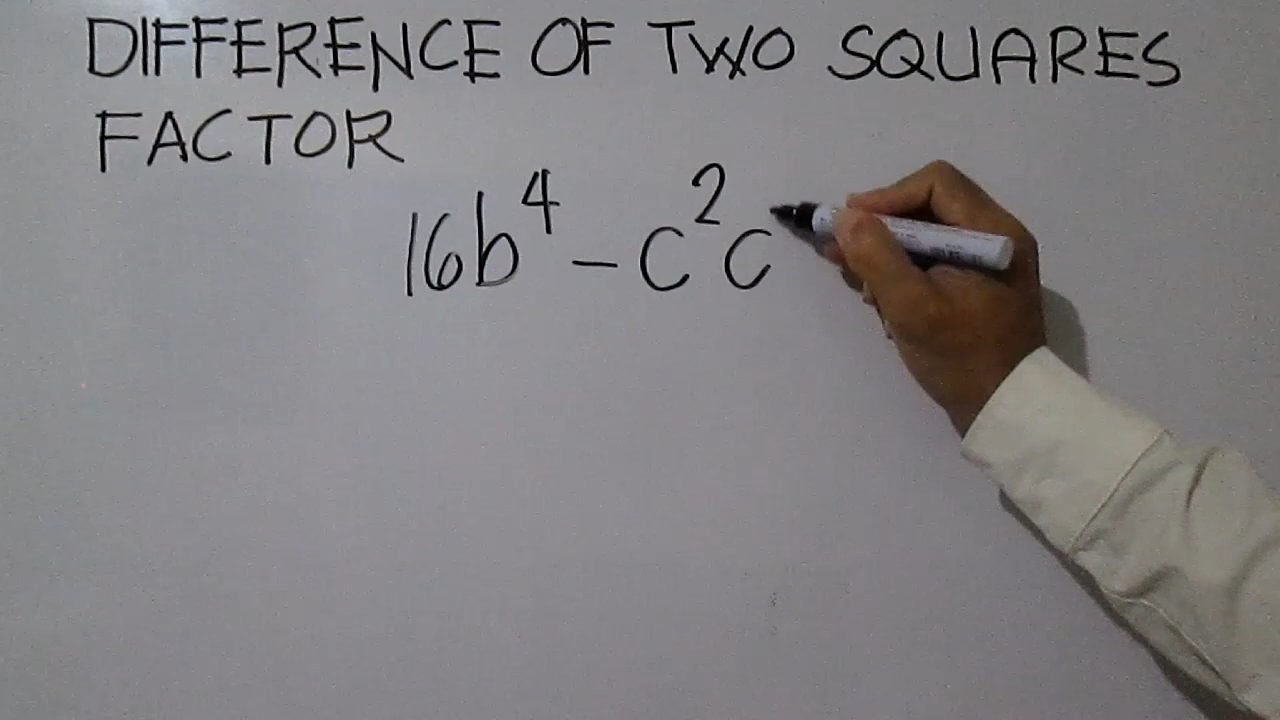 DIFFERENCE OF TWO SQUARES
FACTOR
16b⁴ - c²c